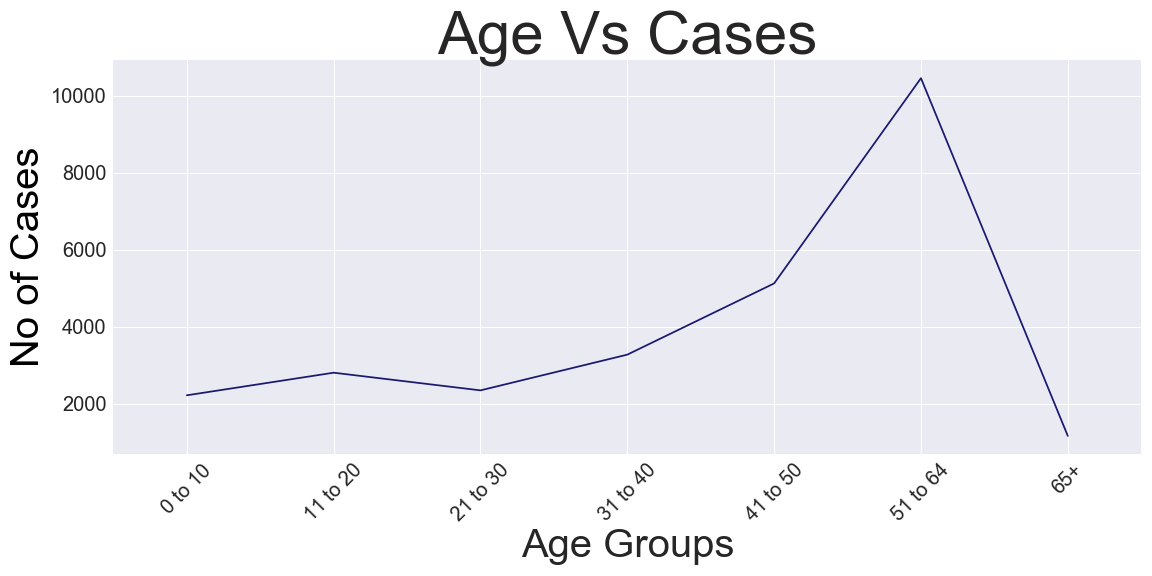 Age Vs Cases
No of Cases
10000
8000
6000
4000
2000
0 to 10
11 to 20
21 to 30
31 to 40
41 to 50
51 to 64
65+
Age Groups